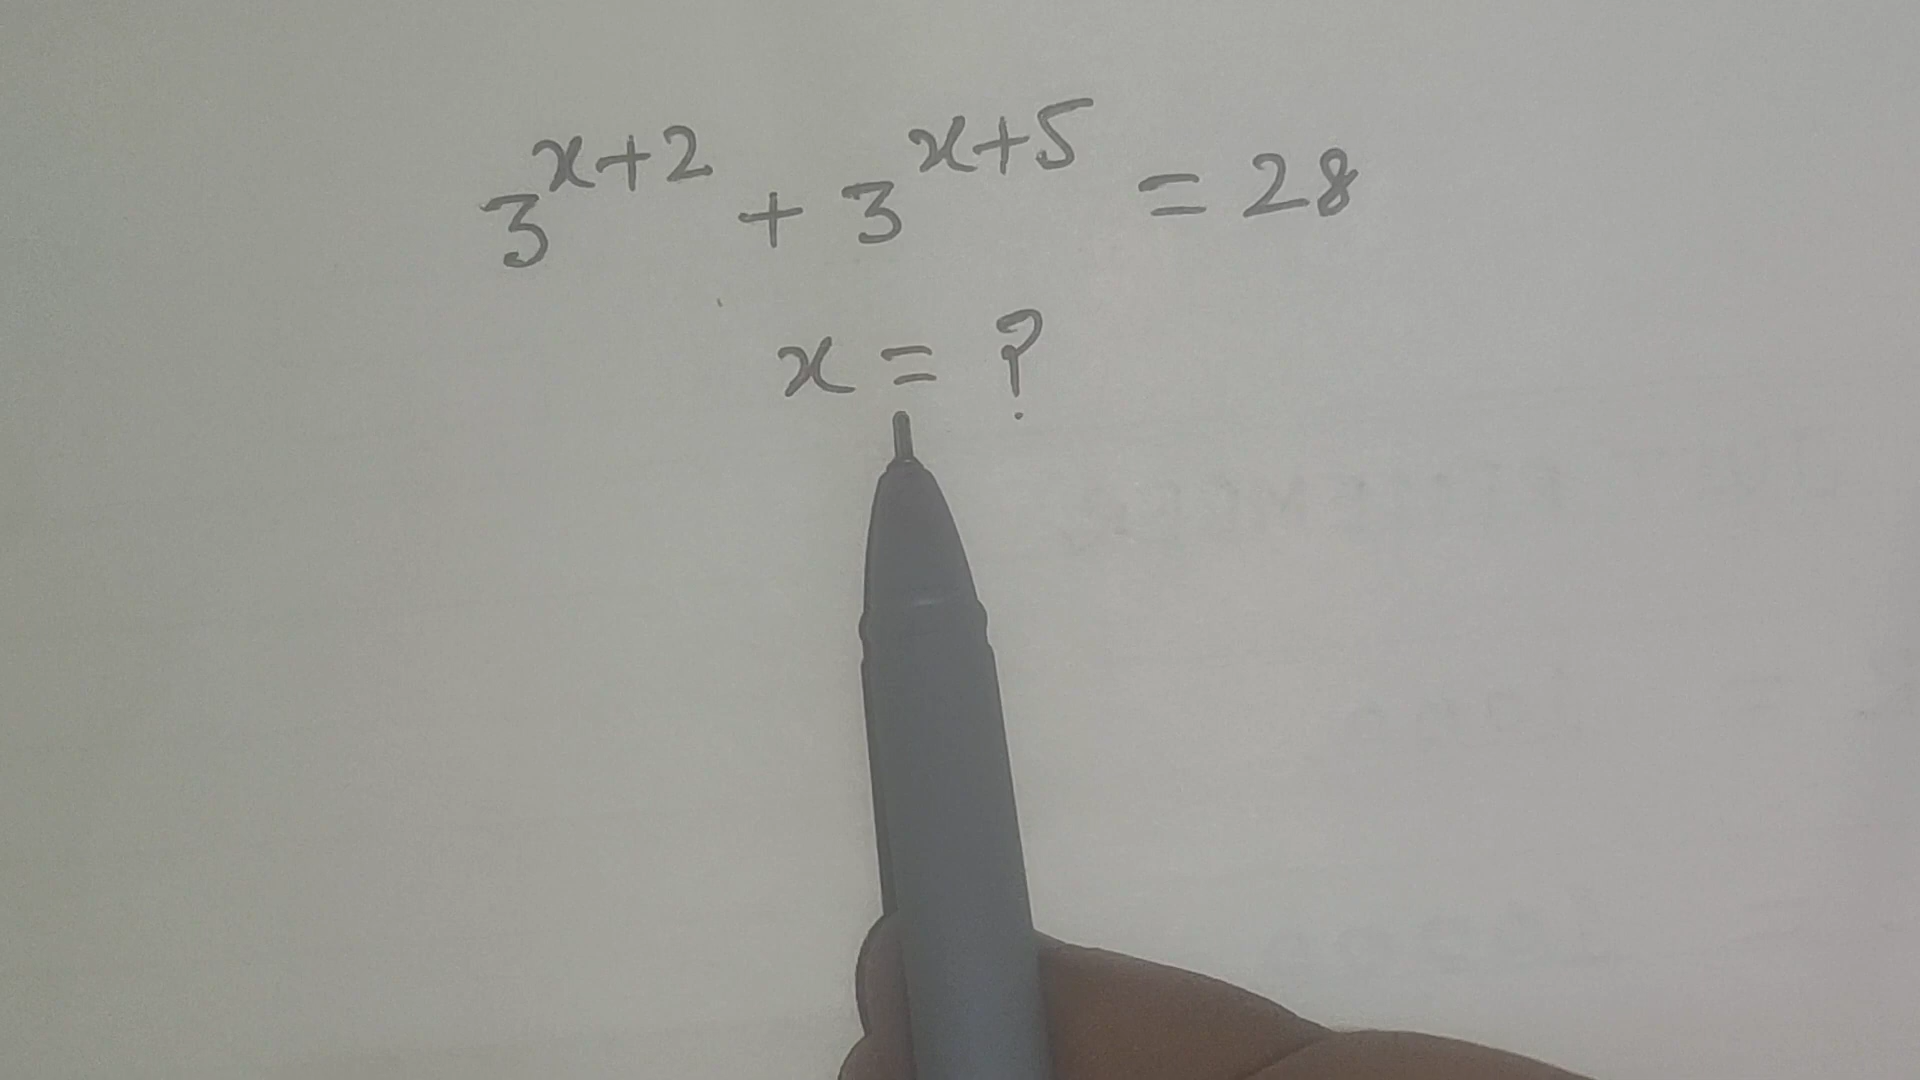 3^{x+2} + 3^{x+5} = 28
x = ?